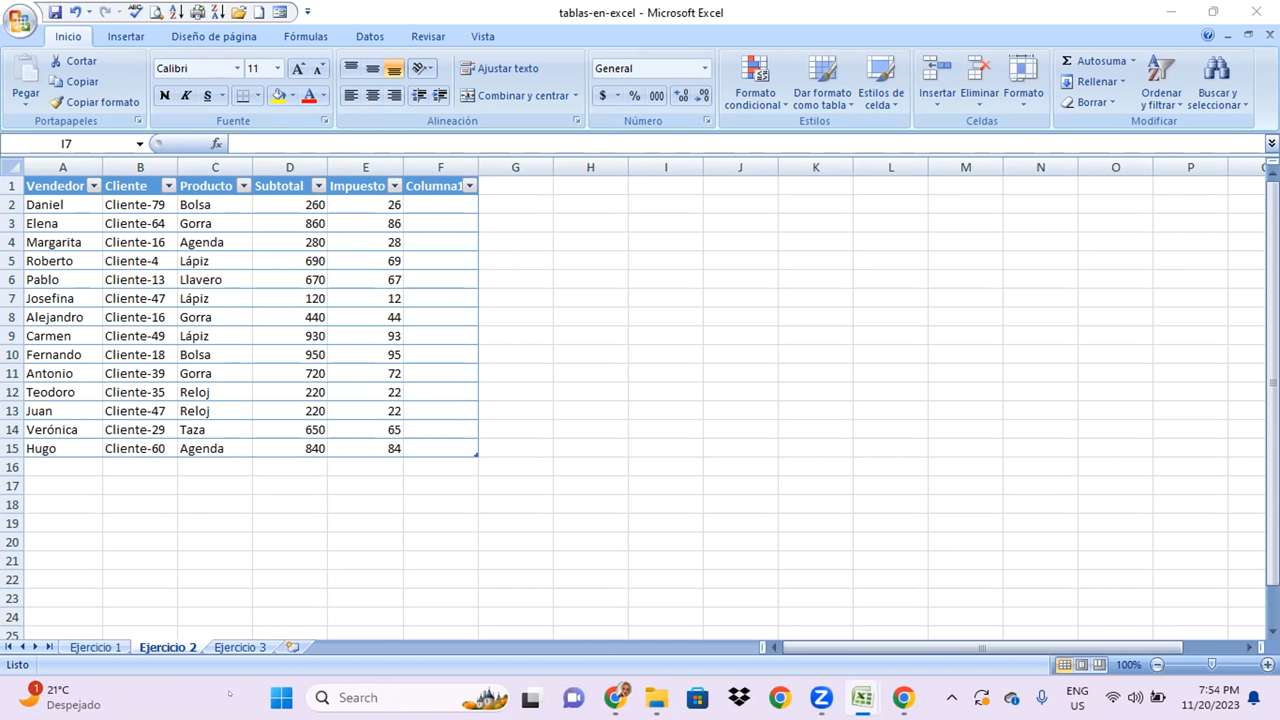 tablas-en-excel - Microsoft Excel
Inicio Insertar Diseño de página Fórmulas Datos Revisar Vista
Pegar
Cortar
Copiar
Copiar formato
Portapapeles
Calibri 11
N K S
Fuente
Ajustar texto
Combinar y centrar
Alineación
General
$ % 000
Número
Formato condicional
Dar formato como tabla
Estilos de celda
Estilos
Insertar Eliminar Formato
Celdas
Autosuma
Rellenar
Borrar
Ordenar y filtrar
Buscar y seleccionar
Modificar
I7 fx
A B C D E F G H I J K L M N O P
1 Vendedor Cliente Producto Subtotal Impuesto Columna1
2 Daniel Cliente-79 Bolsa 260 26
3 Elena Cliente-64 Gorra 860 86
4 Margarita Cliente-16 Agenda 280 28
5 Roberto Cliente-4 Lápiz 690 69
6 Pablo Cliente-13 Llavero 670 67
7 Josefina Cliente-47 Lápiz 120 12
8 Alejandro Cliente-16 Gorra 440 44
9 Carmen Cliente-49 Lápiz 930 93
10 Fernando Cliente-18 Bolsa 950 95
11 Antonio Cliente-39 Gorra 720 72
12 Teodoro Cliente-35 Reloj 220 22
13 Juan Cliente-47 Reloj 220 22
14 Verónica Cliente-29 Taza 650 65
15 Hugo Cliente-60 Agenda 840 84
16
17
18
19
20
21
22
23
24
25
Ejercicio 1 Ejercicio 2 Ejercicio 3
Listo 100%
1 21°C
Despejado
Search
ENG
US
7:54 PM
11/20/2023